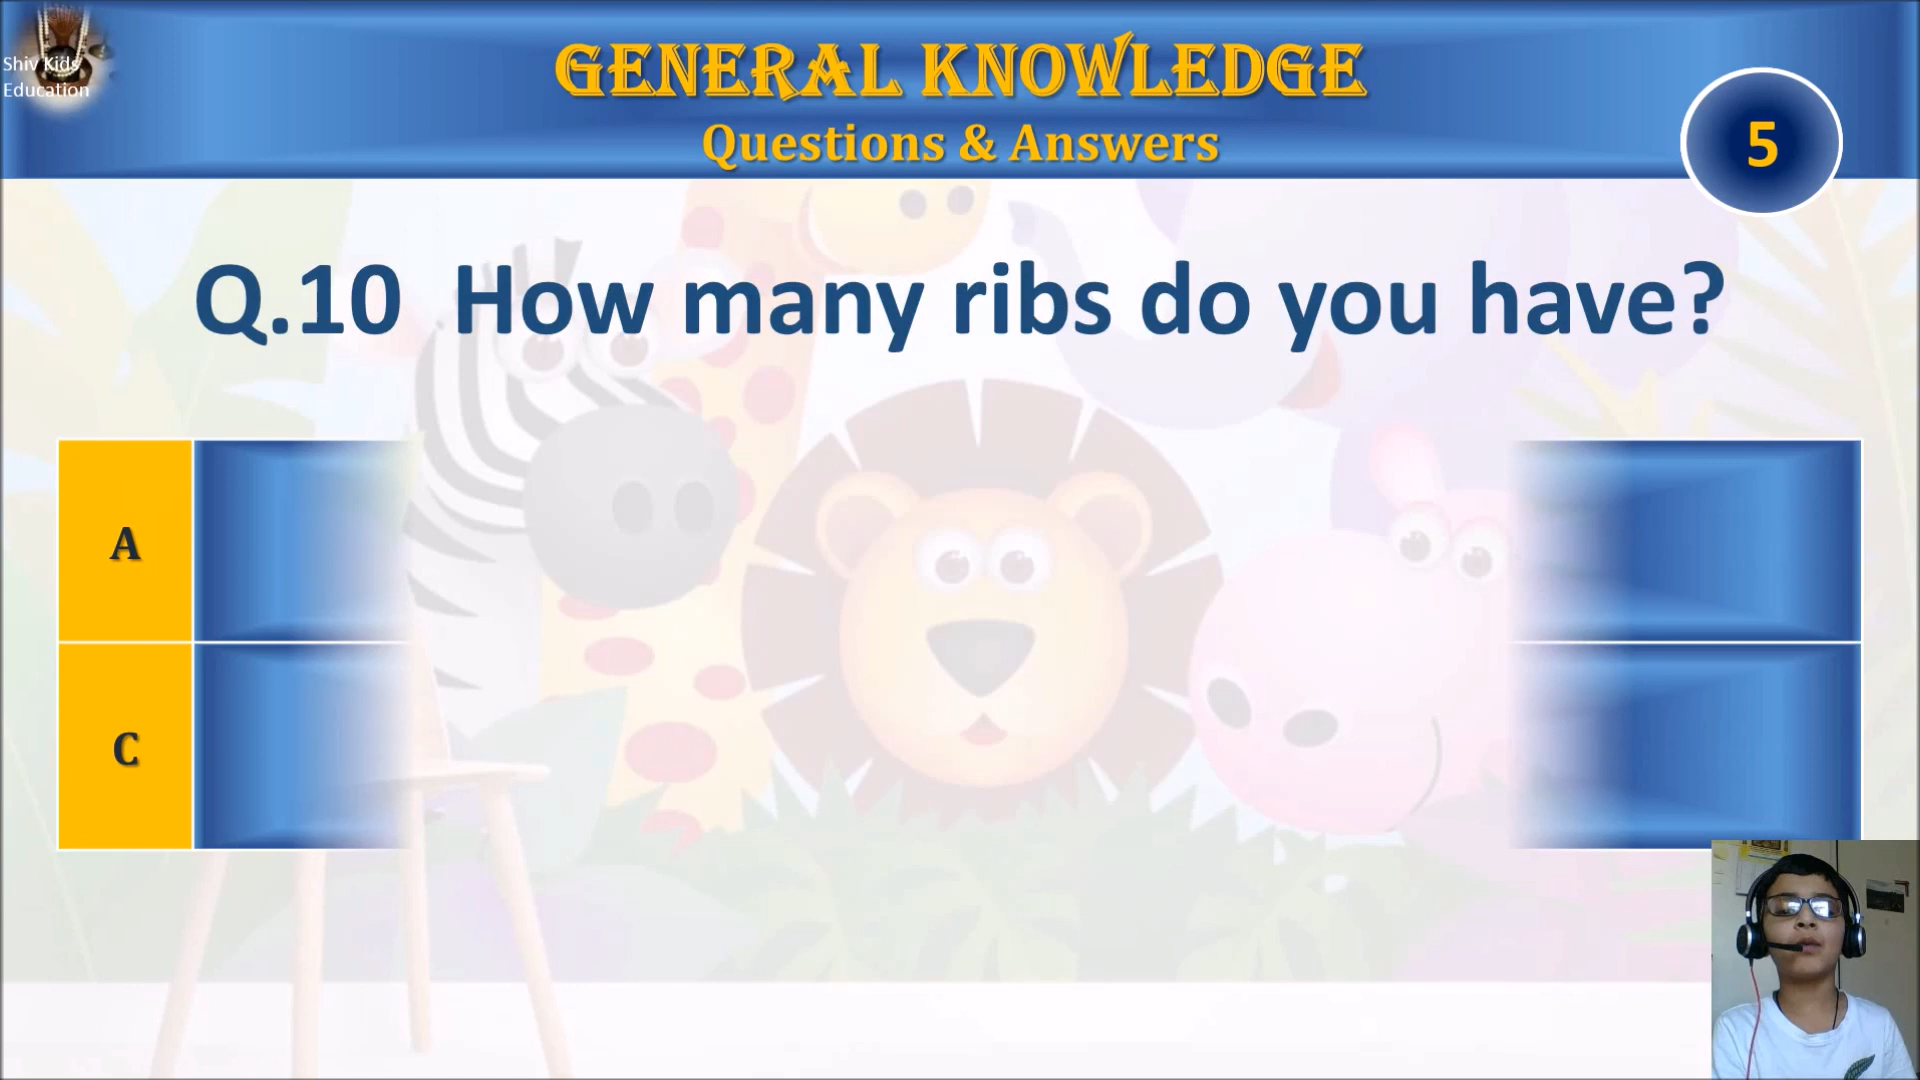 Shiv Kids
Education
GENERAL KNOWLEDGE
Questions & Answers
5
Q.10 How many ribs do you have?
A
C